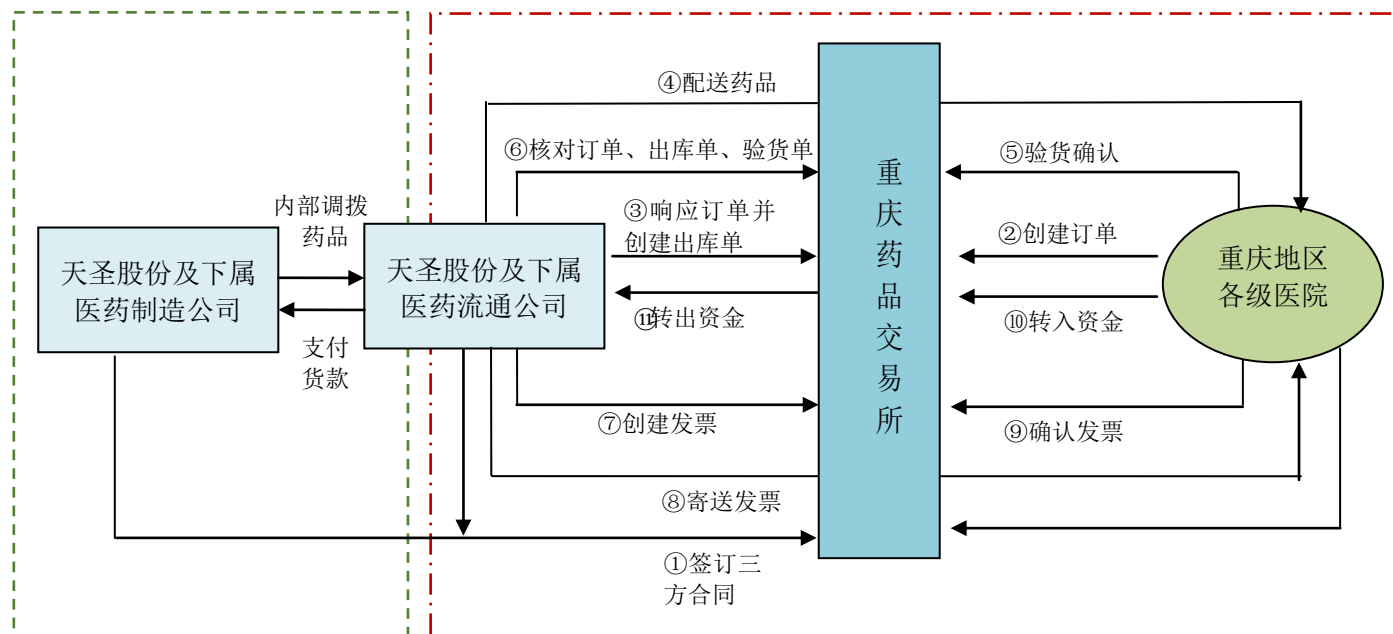 ④配送药品
⑥核对订单、出库单、验货单
⑤验货确认
内部调拨
药品
③响应订单并
创建出库单
②创建订单
天圣股份及下属
医药制造公司
天圣股份及下属
医药流通公司
重庆药品交易所
重庆地区
各级医院
⑪转出资金
⑩转入资金
支付
货款
⑦创建发票
⑨确认发票
⑧寄送发票
①签订三
方合同